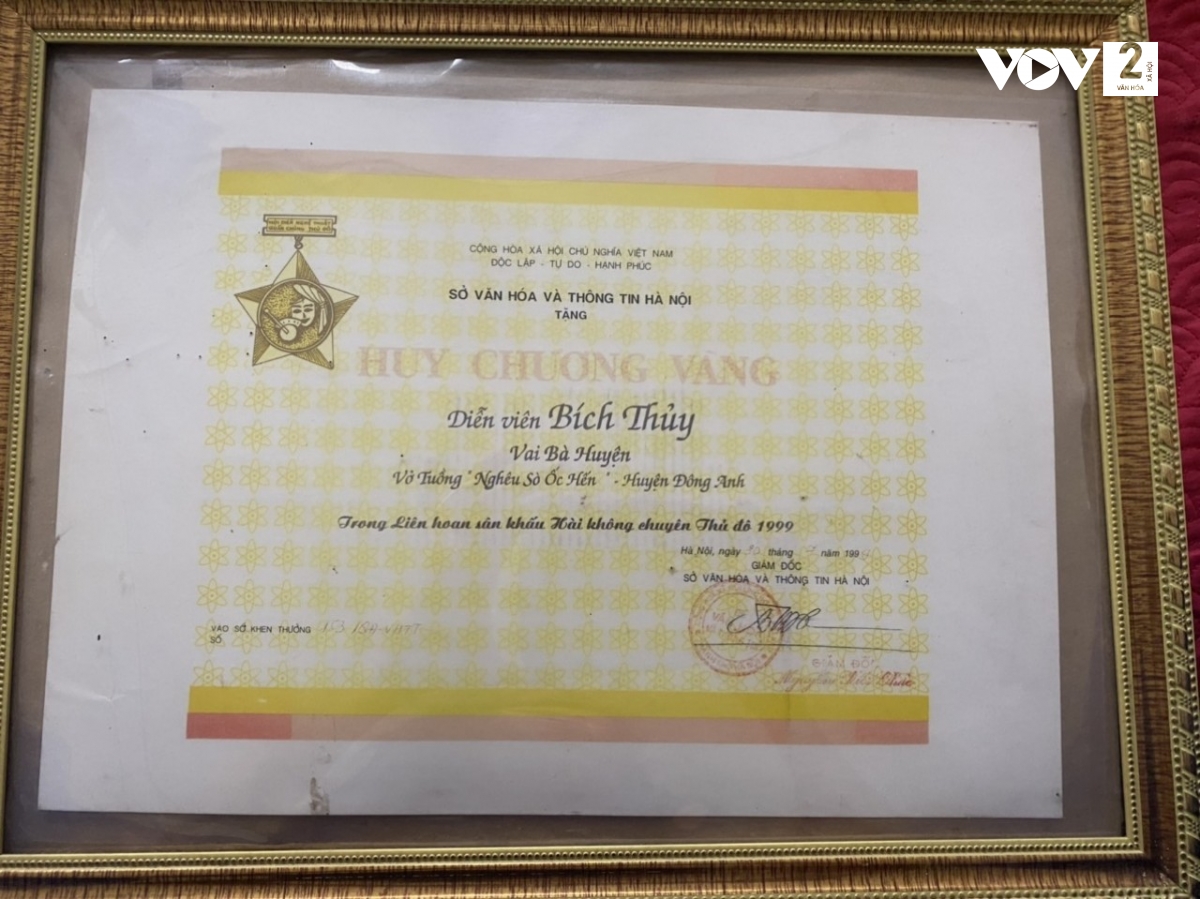 VOV2
VĂN HÓA
XÃ HỘI
CỘNG HÒA XÃ HỘI CHỦ NGHĨA VIỆT NAM
ĐỘC LẬP - TỰ DO - HẠNH PHÚC
SỞ VĂN HÓA VÀ THÔNG TIN HÀ NỘI
TẶNG
HUY CHƯƠNG VÀNG
Diễn viên Bích Thủy
Vai Bà Huyện
Vở Tuồng "Nghêu Sò Ốc Hến" - Huyện Đông Anh
Trong Liên hoan sân khấu Hài không chuyên Thủ đô 1999
Hà Nội, ngày tháng năm 199
GIÁM ĐỐC
SỞ VĂN HÓA VÀ THÔNG TIN HÀ NỘI
VÀO SỔ KHEN THƯỞNG
SỐ
GIÁM ĐỐC